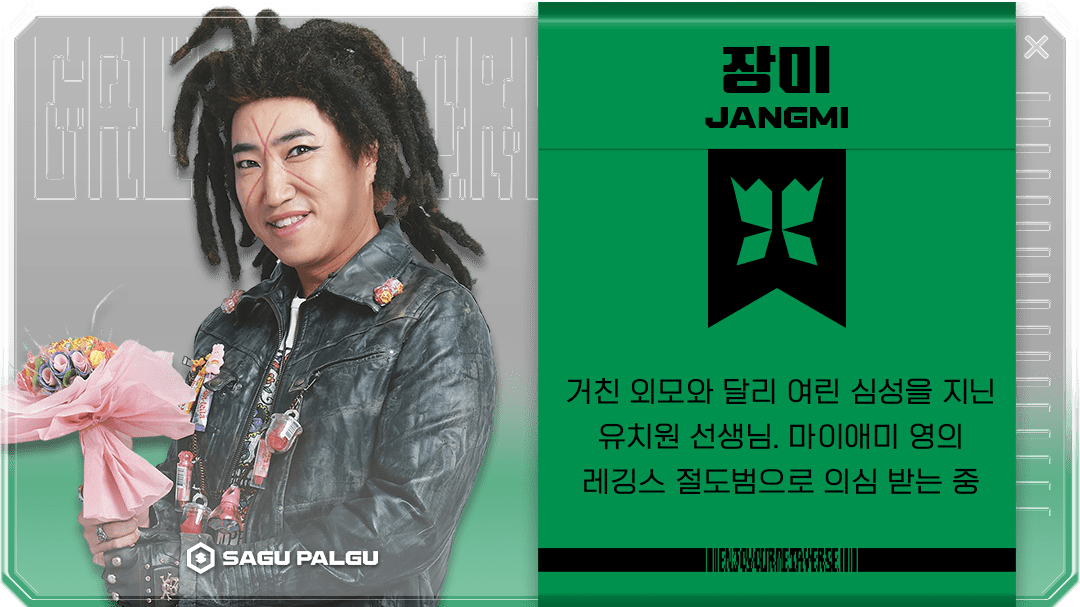 장미
JANGMI
거친 외모와 달리 여린 심성을 지닌
유치원 선생님. 마이애미 영의
레깅스 절도범으로 의심 받는 중
SAGU PALGU
ENJOYOURMETAVERSE